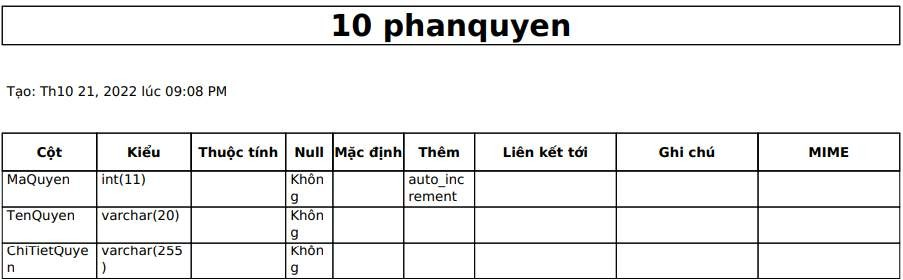 10 phanquyen
Tạo: Th10 21, 2022 lúc 09:08 PM
Cột Kiểu Thuộc tính Null Mặc định Thêm Liên kết tới Ghi chú MIME
MaQuyen int(11) Khôn auto_inc
g rement
TenQuyen varchar(20) Khôn
g
ChiTietQuye varchar(255 Khôn
n ) g